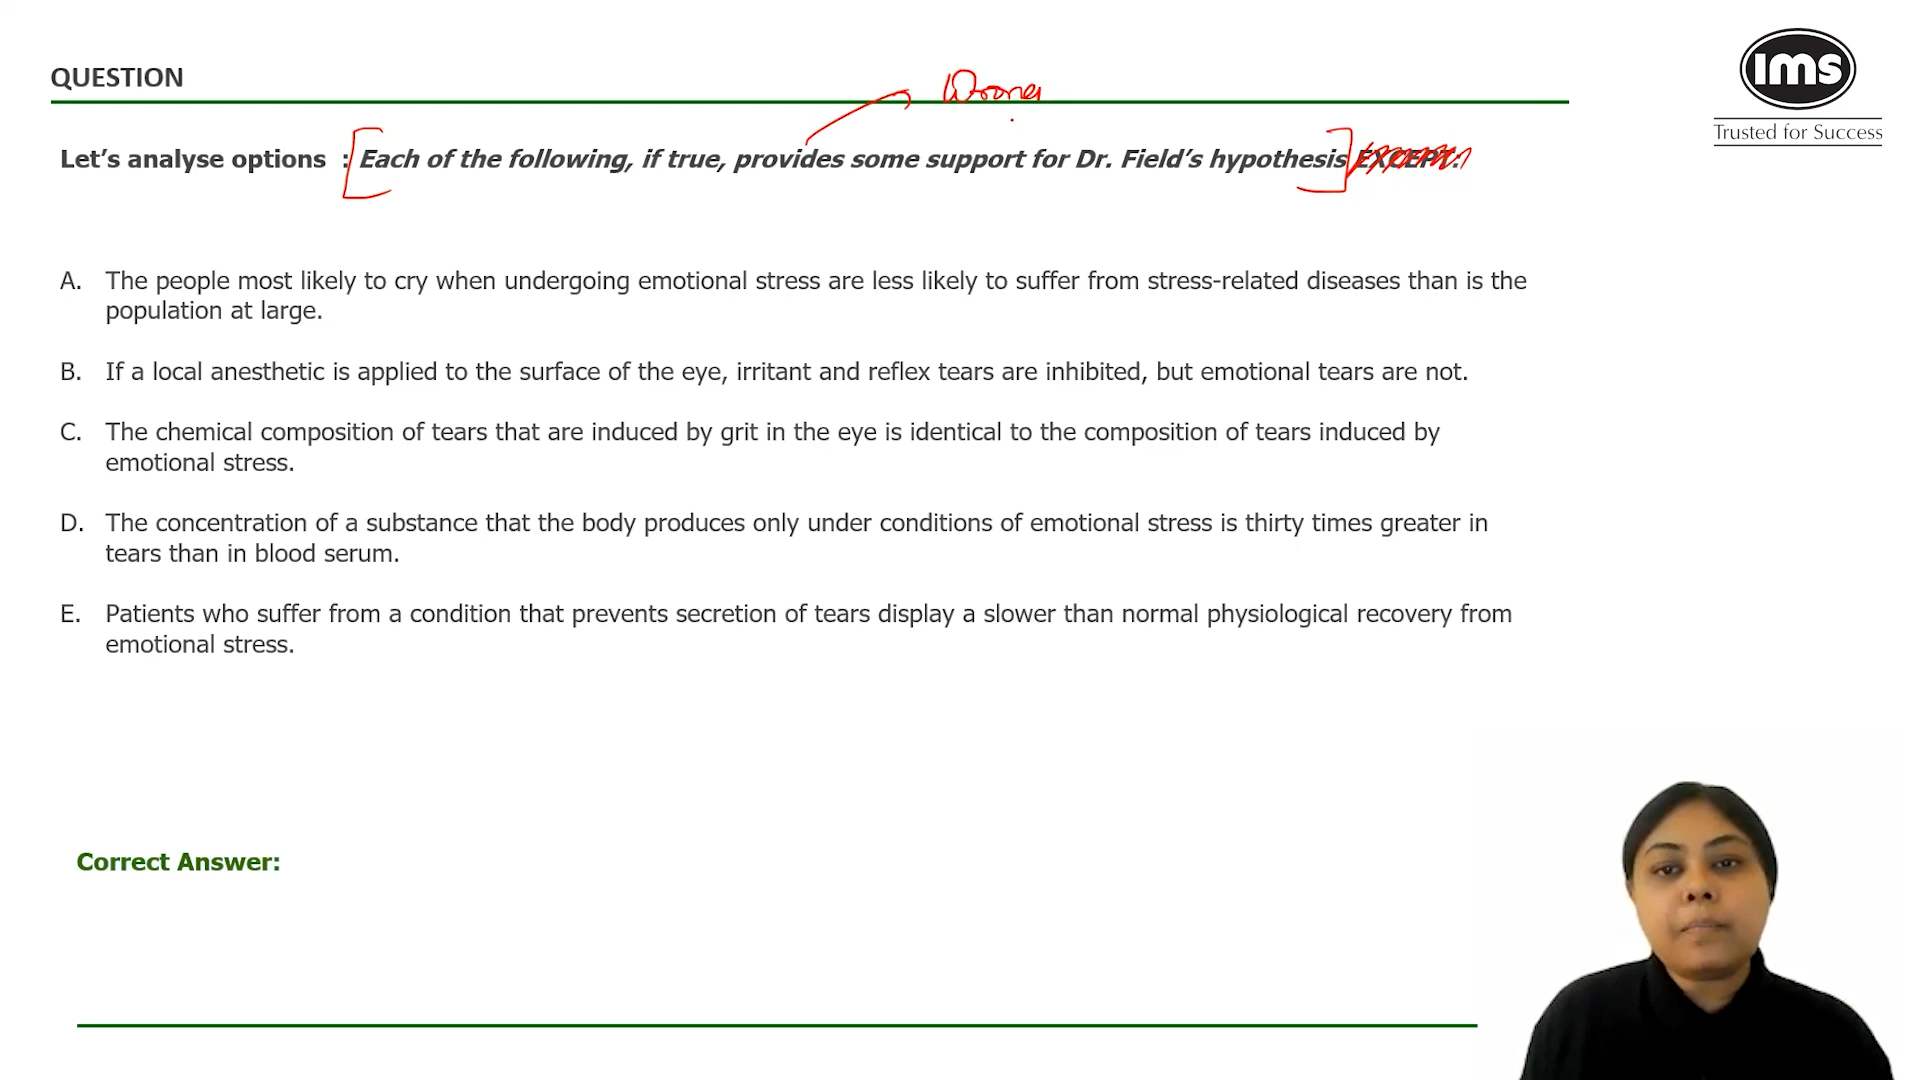 QUESTION
Wrong
ims
Trusted for Success
Let’s analyse options : Each of the following, if true, provides some support for Dr. Field’s hypothesis EXCEPT:
A. The people most likely to cry when undergoing emotional stress are less likely to suffer from stress-related diseases than is the
population at large.
B. If a local anesthetic is applied to the surface of the eye, irritant and reflex tears are inhibited, but emotional tears are not.
C. The chemical composition of tears that are induced by grit in the eye is identical to the composition of tears induced by
emotional stress.
D. The concentration of a substance that the body produces only under conditions of emotional stress is thirty times greater in
tears than in blood serum.
E. Patients who suffer from a condition that prevents secretion of tears display a slower than normal physiological recovery from
emotional stress.
Correct Answer: